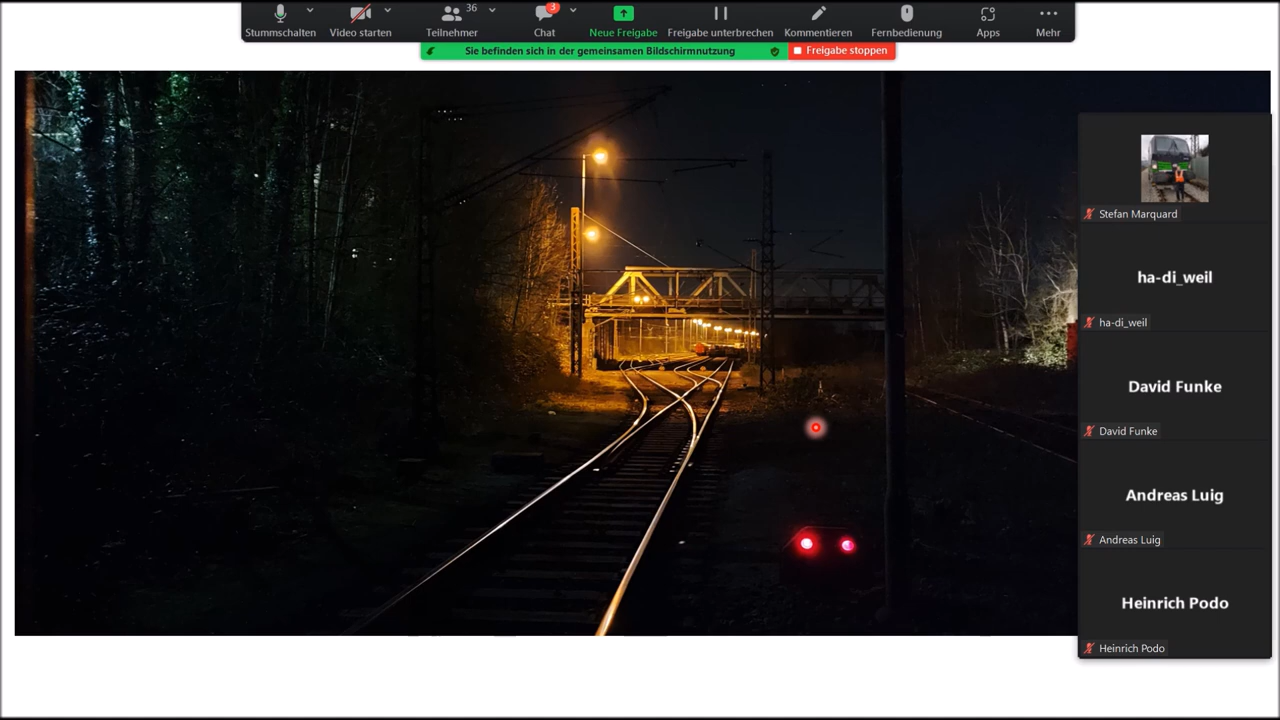 36
3
Stummschalten Video starten Teilnehmer Chat Neue Freigabe Freigabe unterbrechen Kommentieren Fernbedienung Apps Mehr
Sie befinden sich in der gemeinsamen Bildschirmnutzung Freigabe stoppen
Stefan Marquard
ha-di_weil
ha-di_weil
David Funke
David Funke
Andreas Luig
Andreas Luig
Heinrich Podo
Heinrich Podo